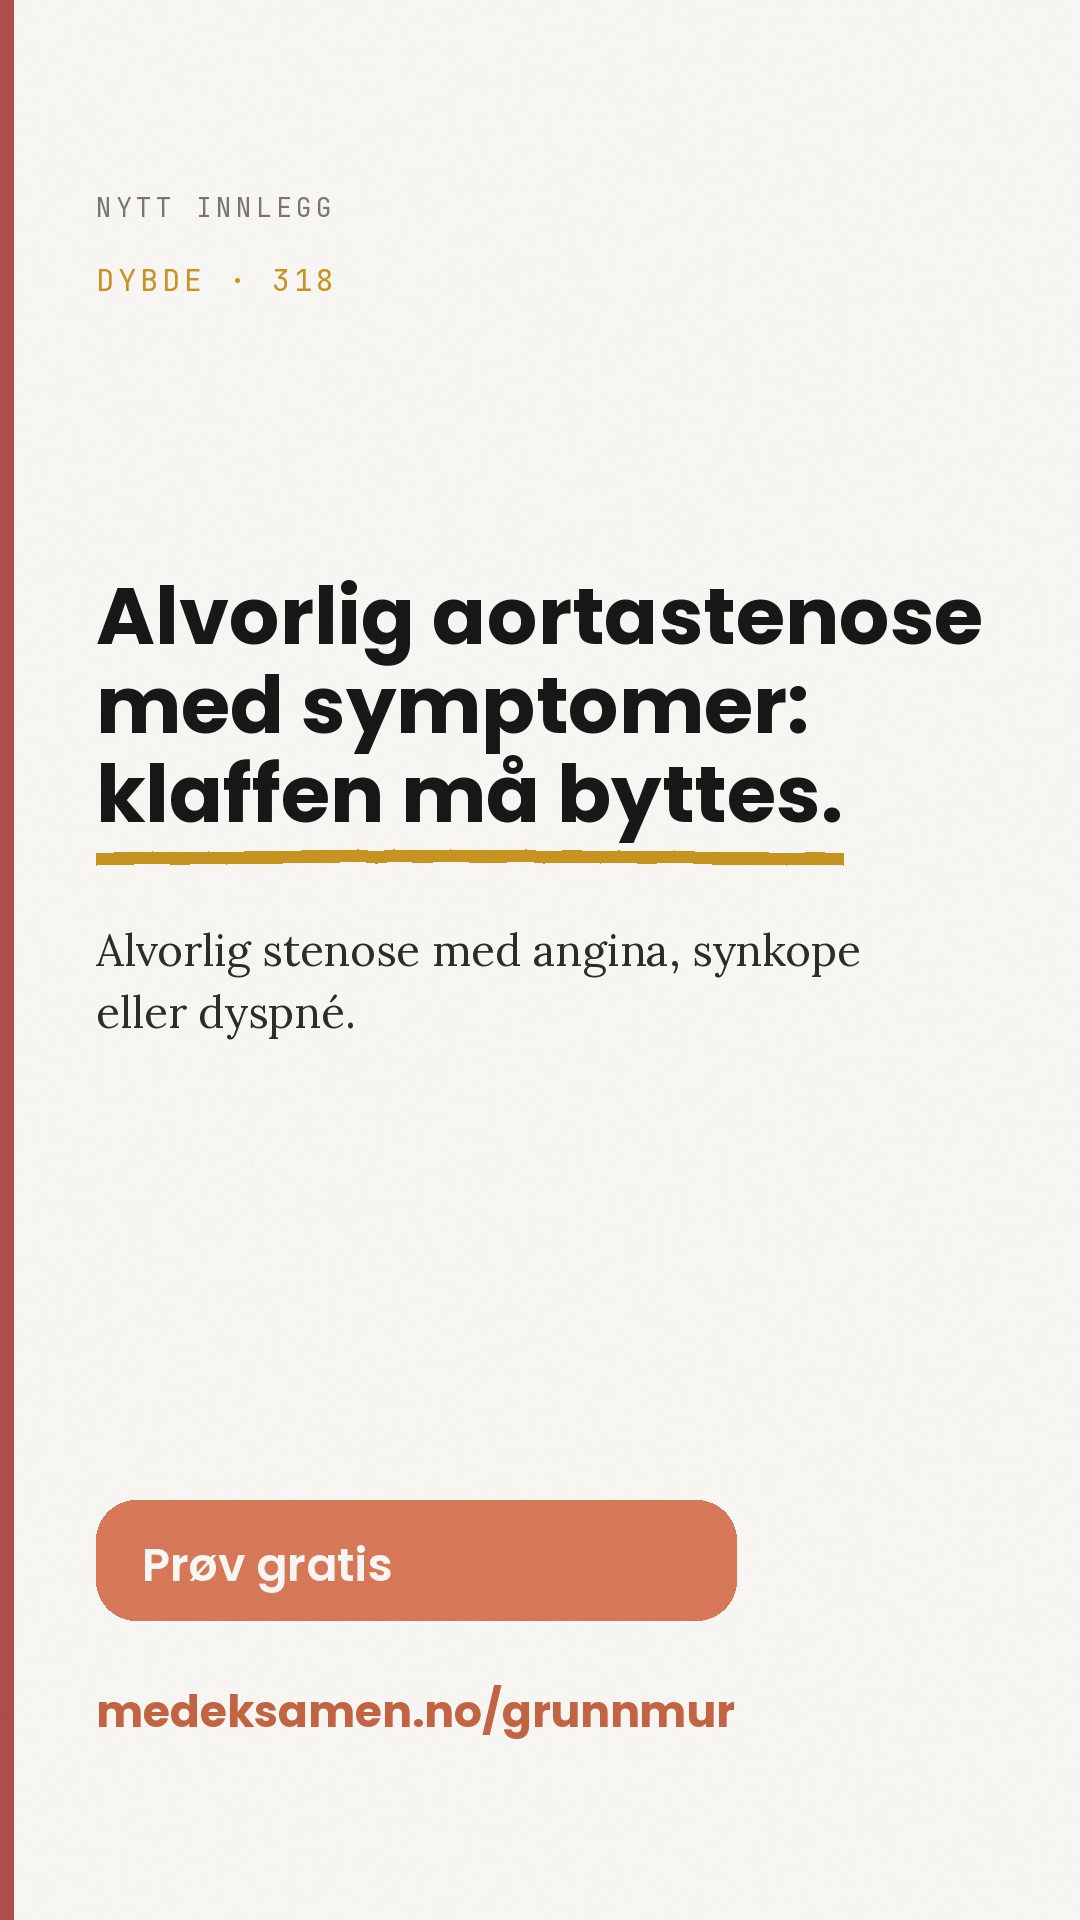 NYTT INNLEGG
DYBDE · 318
Alvorlig aortastenose
med symptomer:
klaffen må byttes.
Alvorlig stenose med angina, synkope
eller dyspné.
Prøv gratis
medeksamen.no/grunnmur